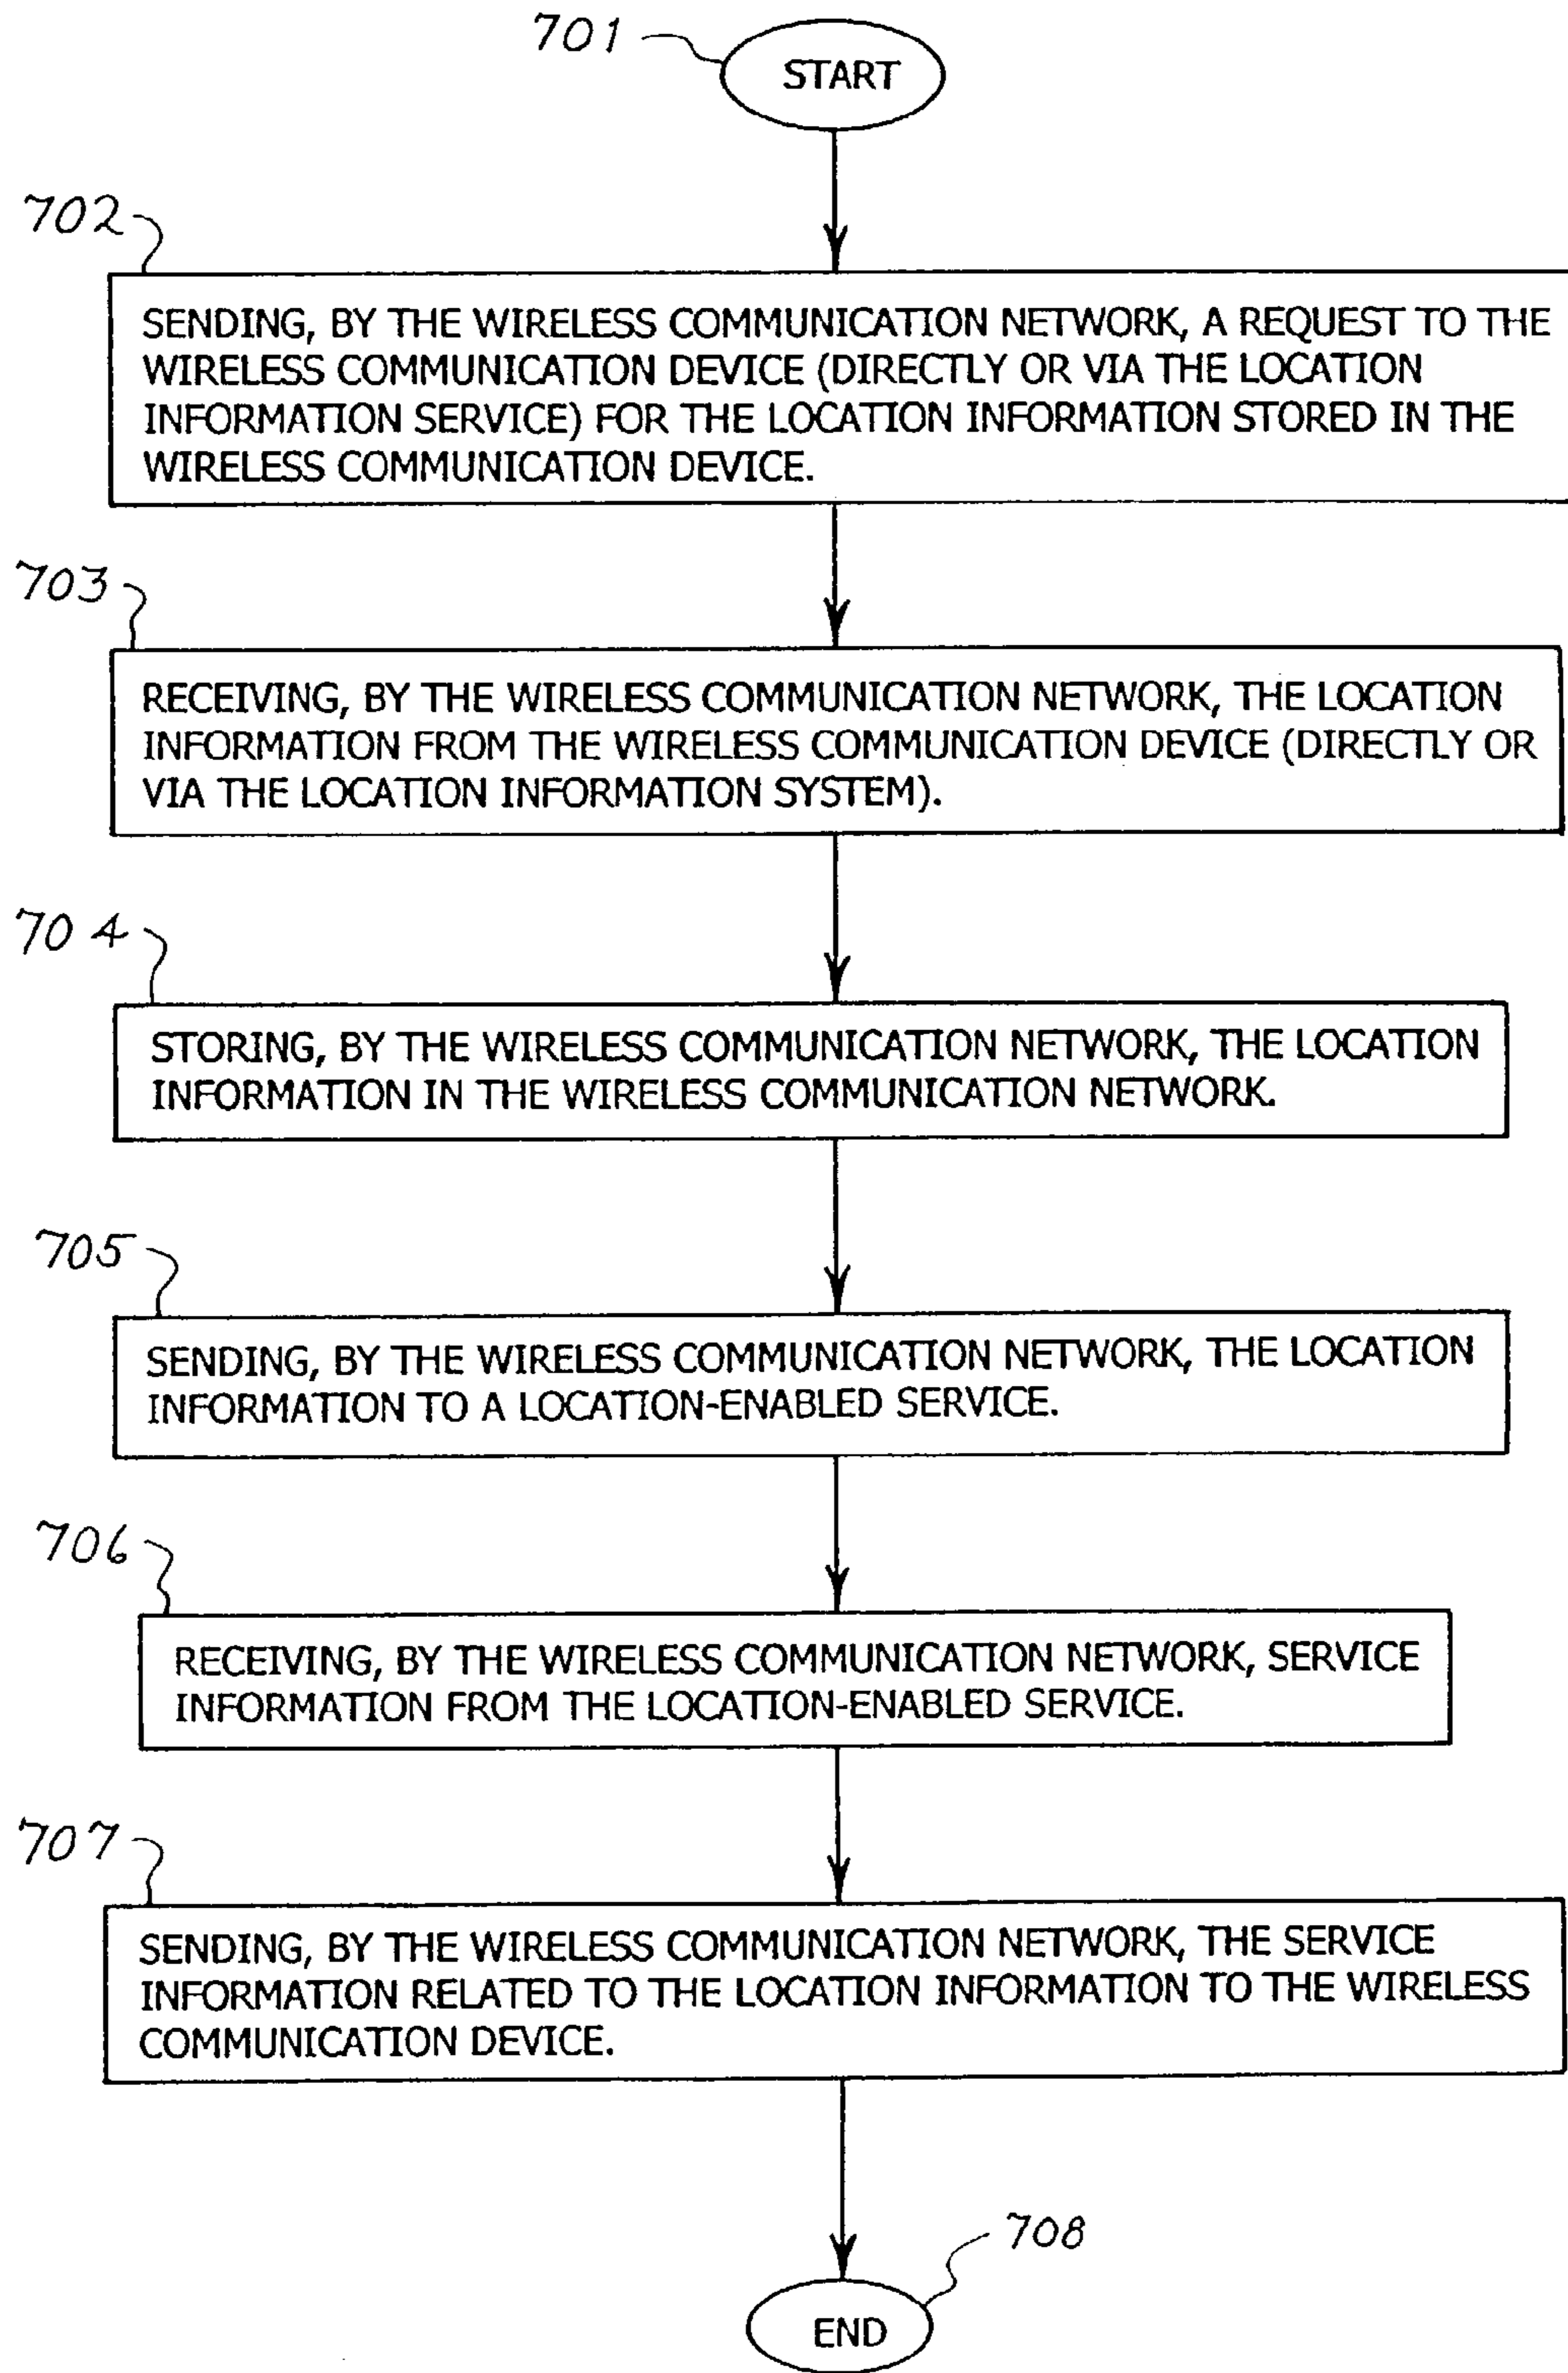 701
START
702
SENDING, BY THE WIRELESS COMMUNICATION NETWORK, A REQUEST TO THE
WIRELESS COMMUNICATION DEVICE (DIRECTLY OR VIA THE LOCATION
INFORMATION SERVICE) FOR THE LOCATION INFORMATION STORED IN THE
WIRELESS COMMUNICATION DEVICE.
703
RECEIVING, BY THE WIRELESS COMMUNICATION NETWORK, THE LOCATION
INFORMATION FROM THE WIRELESS COMMUNICATION DEVICE (DIRECTLY OR
VIA THE LOCATION INFORMATION SYSTEM).
704
STORING, BY THE WIRELESS COMMUNICATION NETWORK, THE LOCATION
INFORMATION IN THE WIRELESS COMMUNICATION NETWORK.
705
SENDING, BY THE WIRELESS COMMUNICATION NETWORK, THE LOCATION
INFORMATION TO A LOCATION-ENABLED SERVICE.
706
RECEIVING, BY THE WIRELESS COMMUNICATION NETWORK, SERVICE
INFORMATION FROM THE LOCATION-ENABLED SERVICE.
707
SENDING, BY THE WIRELESS COMMUNICATION NETWORK, THE SERVICE
INFORMATION RELATED TO THE LOCATION INFORMATION TO THE WIRELESS
COMMUNICATION DEVICE.
708
END